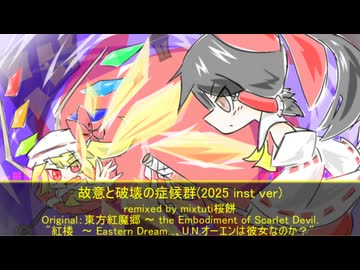 故意と破壊の症候群(2025 inst ver)
remixed by mixtuti桜餅
Original: 東方紅魔郷 ～ the Embodiment of Scarlet Devil.
"紅楼　～ Eastern Dream...、U.N.オーエンは彼女なのか？"